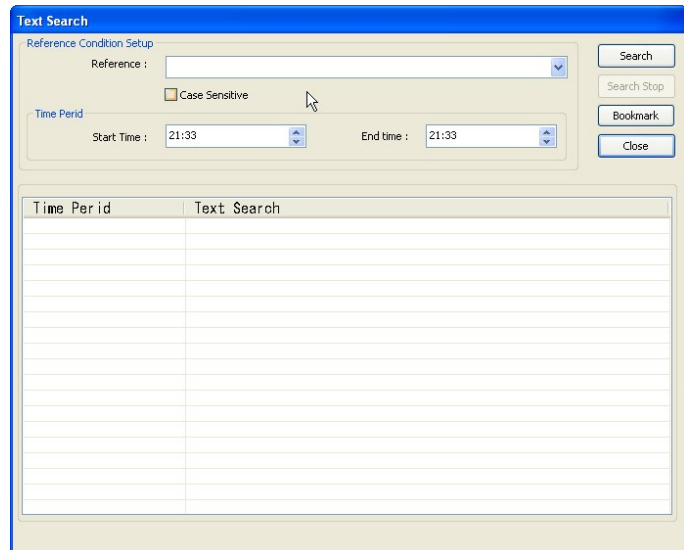 Text Search
Reference Condition Setup
Reference :
Search
Case Sensitive
Search Stop
Time Perid
Bookmark
Start Time : 21:33 End time : 21:33
Close
Time Perid Text Search